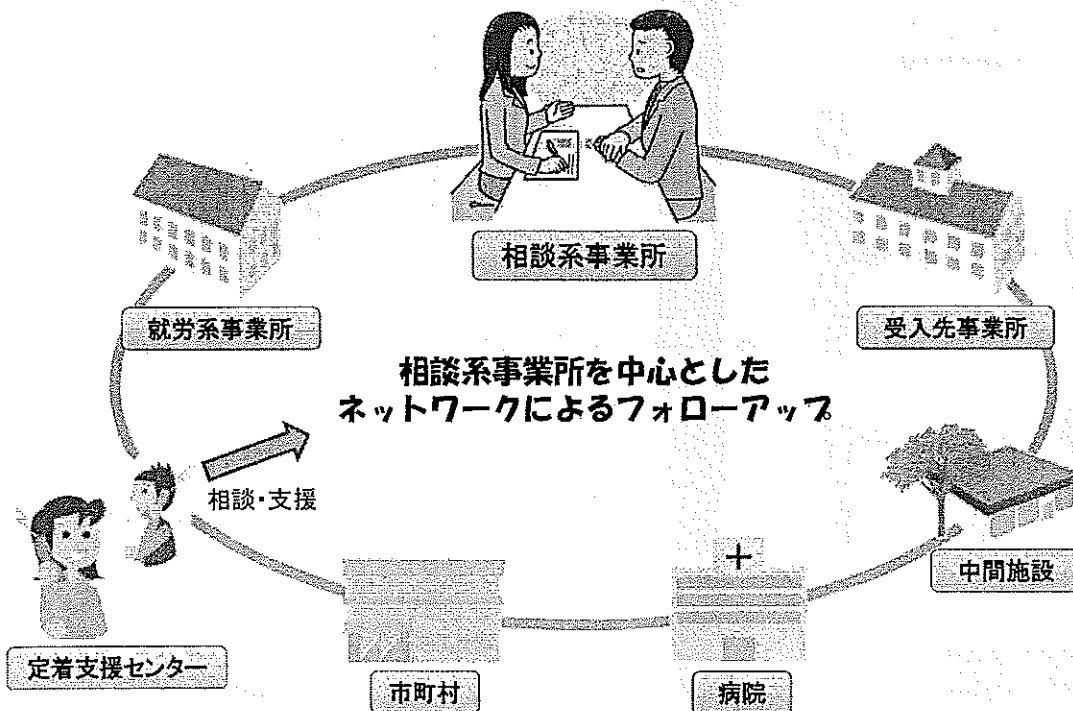 相談系事業所
就労系事業所
受入先事業所
相談系事業所を中心とした
ネットワークによるフォローアップ
相談・支援
中間施設
定着支援センター
市町村
病院